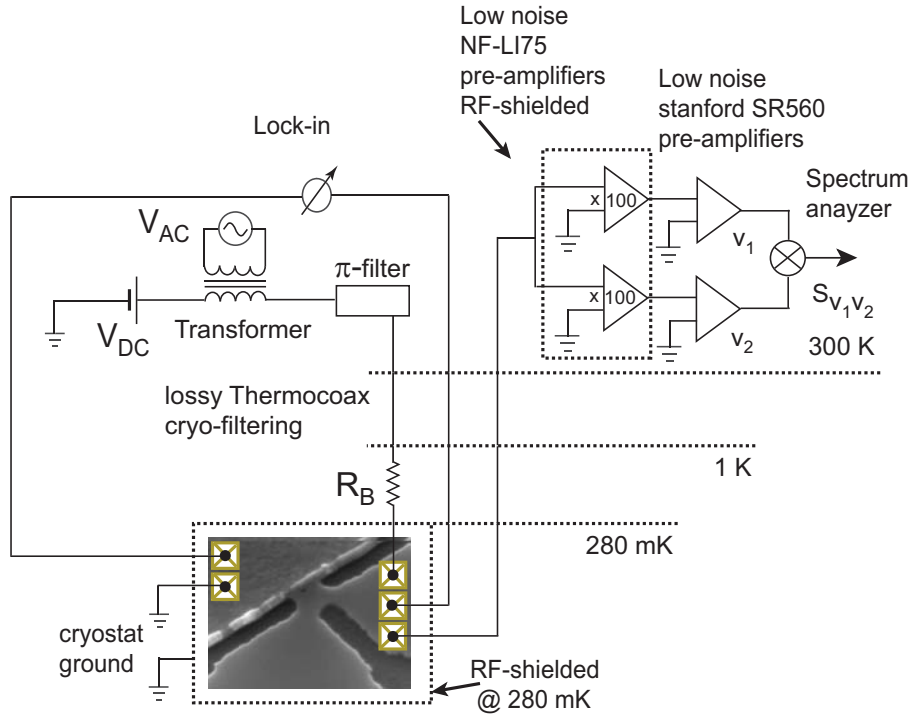 Low noise
NF-LI75
pre-amplifiers
RF-shielded
Low noise
stanford SR560
pre-amplifiers
Lock-in
Spectrum
anayzer
x 100
V_AC
v_1
π-filter
x 100
S_v_1v_2
V_DC
Transformer
v_2
300 K
lossy Thermocoax
cryo-filtering
1 K
R_B
280 mK
cryostat
ground
RF-shielded
@ 280 mK